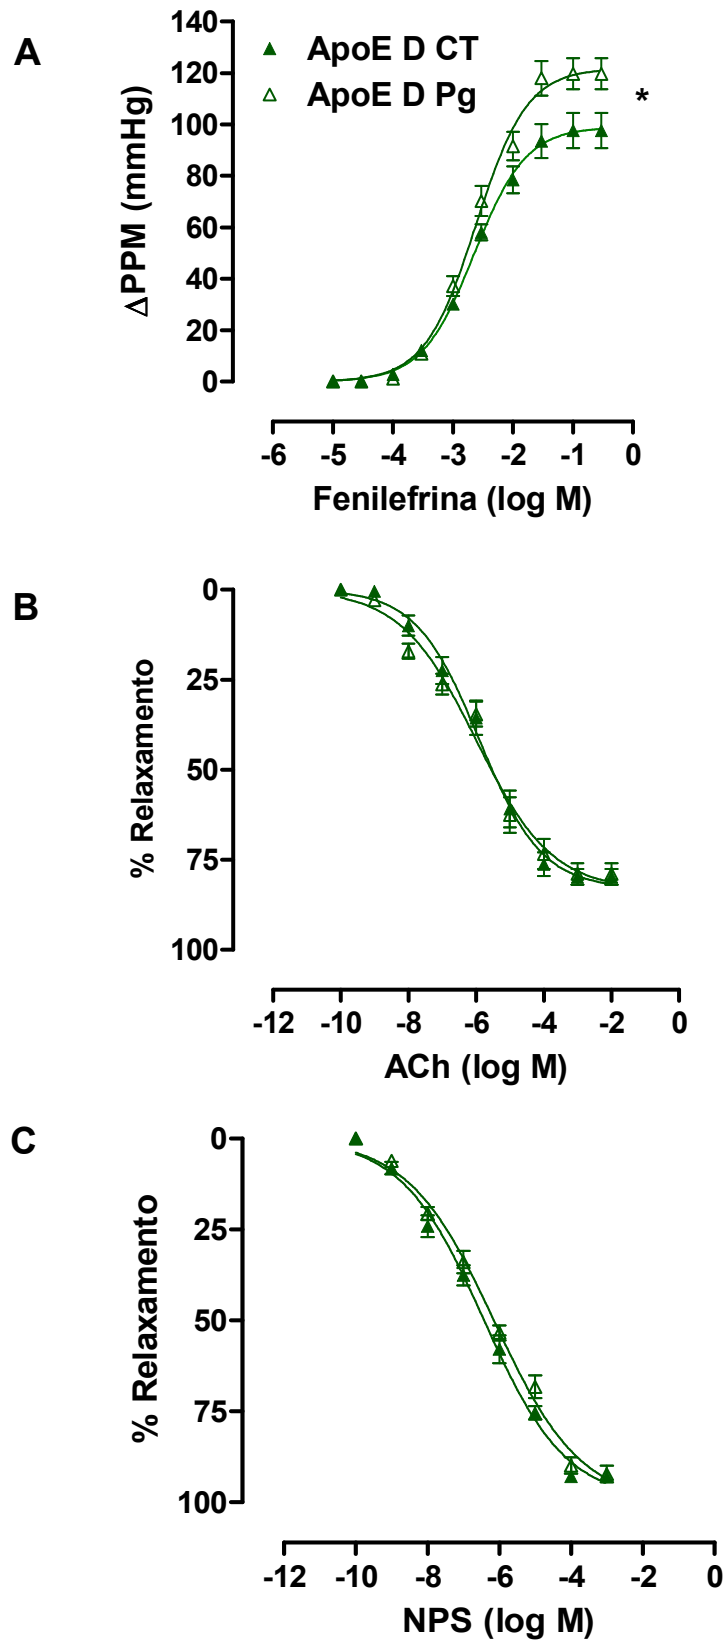 A
ApoE D CT
ApoE D Pg
*
ΔPPM (mmHg)
140
120
100
80
60
40
20
0
-6 -5 -4 -3 -2 -1 0
Fenilefrina (log M)
B
% Relaxamento
0
25
50
75
100
-12 -10 -8 -6 -4 -2 0
ACh (log M)
C
% Relaxamento
0
25
50
75
100
-12 -10 -8 -6 -4 -2 0
NPS (log M)